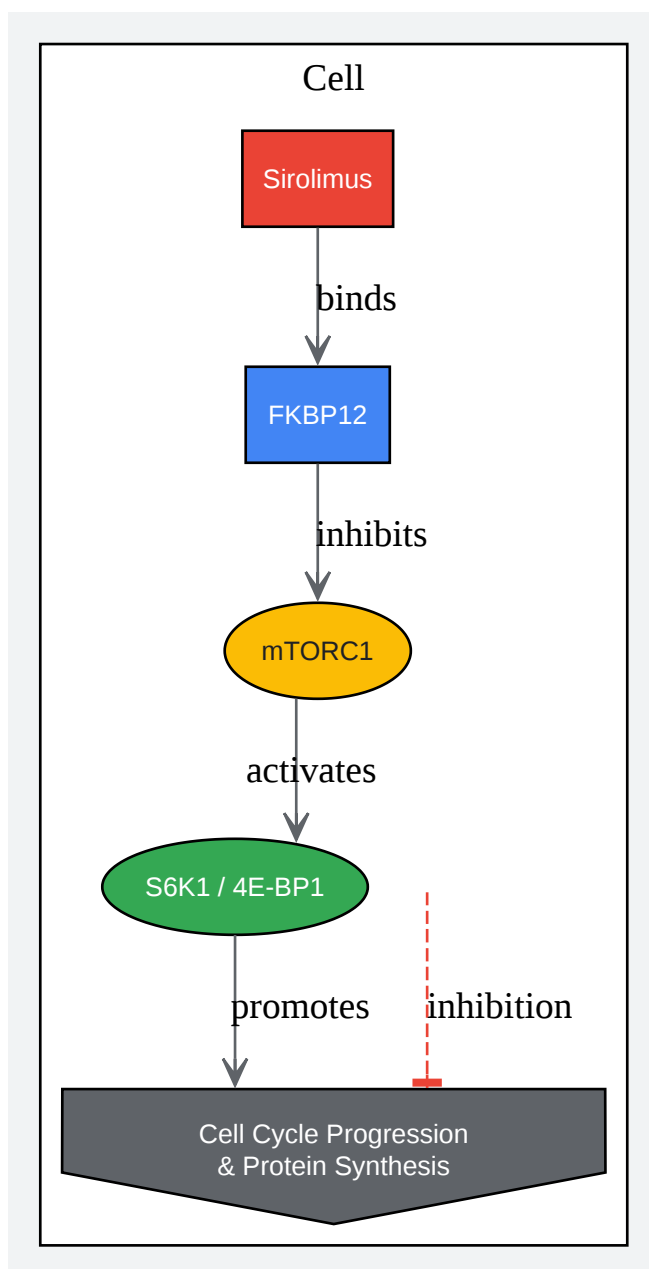 Cell
Sirolimus
binds
FKBP12
inhibits
mTORC1
activates
S6K1 / 4E-BP1
promotes
inhibition
Cell Cycle Progression
& Protein Synthesis